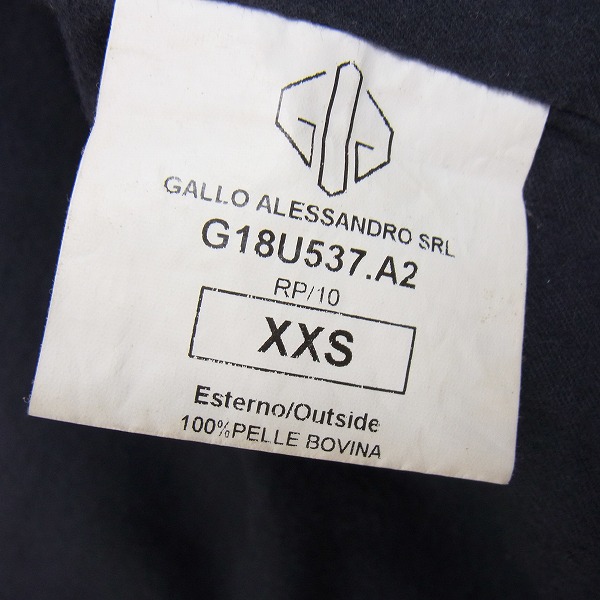 GALLO ALESSANDRO SRL
G18U537.A2
RP/10
XXS
Esterno/Outside
100%PELLE BOVINA